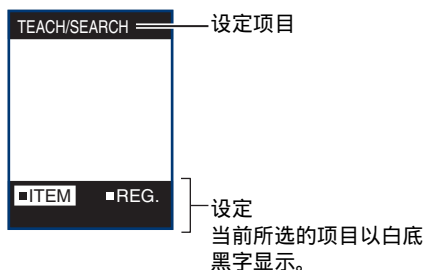 TEACH/SEARCH
设定项目
■ITEM ■REG.
设定
当前所选的项目以白底
黑字显示。